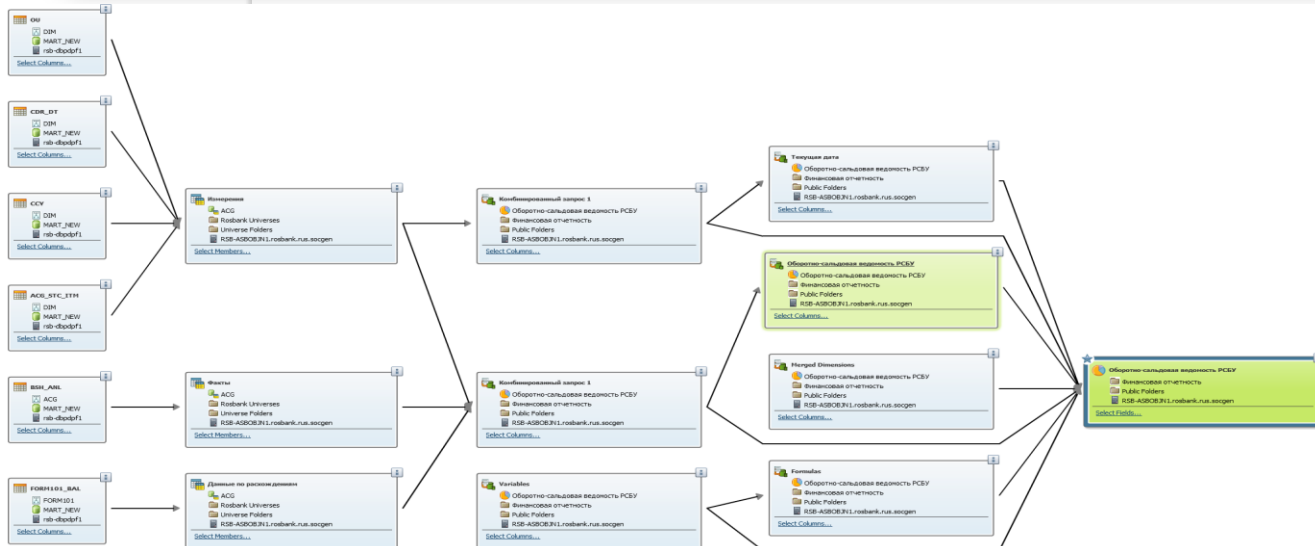 OU
DIM
MART_NEW
rsb-dbpdpf1
Select Columns...
CDR_DT
DIM
MART_NEW
rsb-dbpdpf1
Select Columns...
CCY
DIM
MART_NEW
rsb-dbpdpf1
Select Columns...
ACG_STC_ITM
DIM
MART_NEW
rsb-dbpdpf1
Select Columns...
BSH_ANL
ACG
MART_NEW
rsb-dbpdpf1
Select Columns...
FORM101_BAL
FORM101
MART_NEW
rsb-dbpdpf1
Select Columns...
Измерения
ACG
Rosbank Universes
Universe Folders
RSB-ASBOBJN1.rosbank.rus.socgen
Select Members...
Факты
ACG
Rosbank Universes
Universe Folders
RSB-ASBOBJN1.rosbank.rus.socgen
Select Members...
Данные по расхождениям
ACG
Rosbank Universes
Universe Folders
RSB-ASBOBJN1.rosbank.rus.socgen
Select Members...
Комбинированный запрос 1
Оборотно-сальдовая ведомость РСБУ
Финансовая отчетность
Public Folders
RSB-ASBOBJN1.rosbank.rus.socgen
Select Columns...
Комбинированный запрос 1
Оборотно-сальдовая ведомость РСБУ
Финансовая отчетность
Public Folders
RSB-ASBOBJN1.rosbank.rus.socgen
Select Columns...
Variables
Оборотно-сальдовая ведомость РСБУ
Финансовая отчетность
Public Folders
RSB-ASBOBJN1.rosbank.rus.socgen
Select Columns...
Текущая дата
Оборотно-сальдовая ведомость РСБУ
Финансовая отчетность
Public Folders
RSB-ASBOBJN1.rosbank.rus.socgen
Select Columns...
Оборотно-сальдовая ведомость РСБУ
Оборотно-сальдовая ведомость РСБУ
Финансовая отчетность
Public Folders
RSB-ASBOBJN1.rosbank.rus.socgen
Select Columns...
Merged Dimensions
Оборотно-сальдовая ведомость РСБУ
Финансовая отчетность
Public Folders
RSB-ASBOBJN1.rosbank.rus.socgen
Select Columns...
Formulas
Оборотно-сальдовая ведомость РСБУ
Финансовая отчетность
Public Folders
RSB-ASBOBJN1.rosbank.rus.socgen
Select Columns...
Оборотно-сальдовая ведомость РСБУ
Финансовая отчетность
Public Folders
RSB-ASBOBJN1.rosbank.rus.socgen
Select Fields...